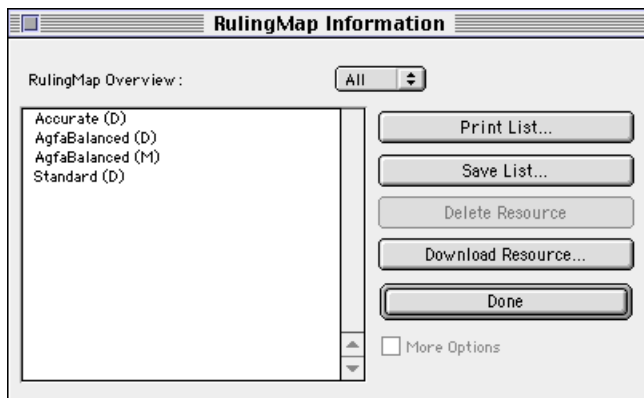 RulingMap Information
RulingMap Overview:
All
Accurate (D)
AgfaBalanced (D)
AgfaBalanced (M)
Standard (D)
Print List...
Save List...
Delete Resource
Download Resource...
Done
More Options